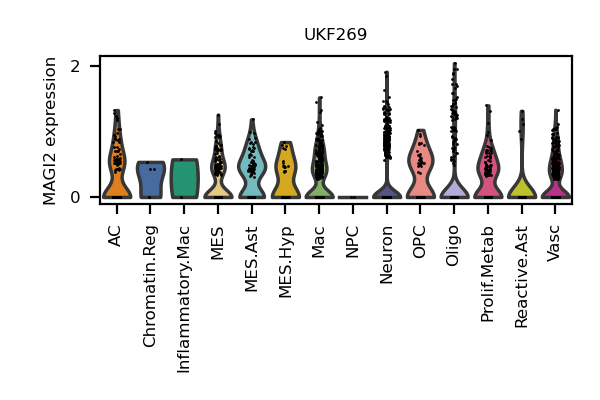 UKF269
MAGI2 expression
2
0
AC
Chromatin.Reg
Inflammatory.Mac
MES
MES.Ast
MES.Hyp
Mac
NPC
Neuron
OPC
Oligo
Prolif.Metab
Reactive.Ast
Vasc